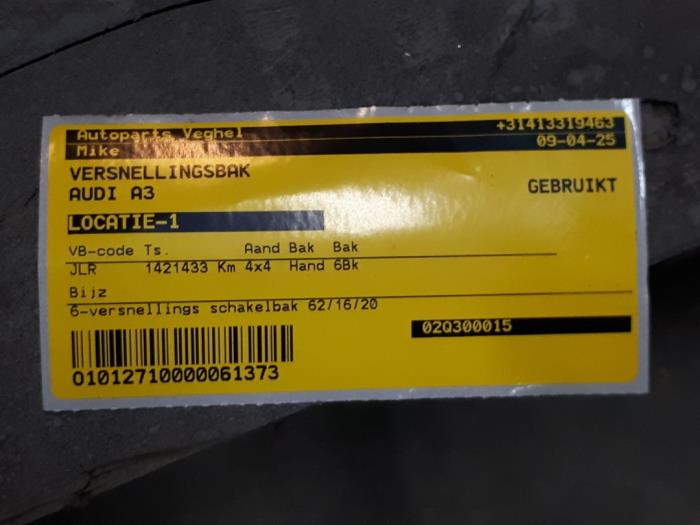 Autoparts Veghel +31413319463
Mike 09-04-25
VERSNELLINGSBAK
AUDI A3 GEBRUIKT
LOCATIE-1
VB-code Ts. Aand Bak Bak
JLR 1421433 Km 4x4 Hand 6Bk
Bijz
6-versnellings schakelbak 62/16/20
02Q300015
01012710000061373